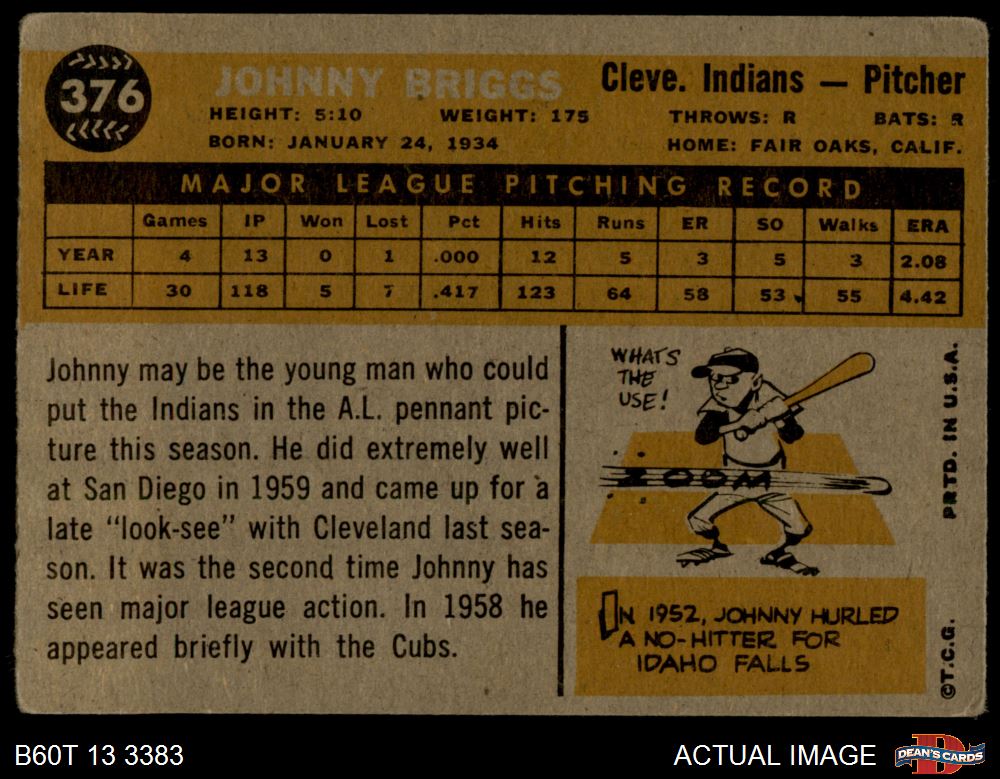 376
JOHNNY BRIGGS Cleve. Indians — Pitcher
HEIGHT: 5:10 WEIGHT: 175 THROWS: R BATS: R
BORN: JANUARY 24, 1934 HOME: FAIR OAKS, CALIF.
MAJOR LEAGUE PITCHING RECORD
Games IP Won Lost Pct Hits Runs ER SO Walks ERA
YEAR 4 13 0 1 .000 12 5 3 5 3 2.08
LIFE 30 118 5 7 .417 123 64 58 53 55 4.42
Johnny may be the young man who could
put the Indians in the A.L. pennant pic-
ture this season. He did extremely well
at San Diego in 1959 and came up for a
late "look-see" with Cleveland last sea-
son. It was the second time Johnny has
seen major league action. In 1958 he
appeared briefly with the Cubs.
WHAT'S
THE
USE!
ZOOM
IN 1952, JOHNNY HURLED
A NO-HITTER FOR
IDAHO FALLS
©T.C.G. PRTD. IN U.S.A.
B60T 13 3383 ACTUAL IMAGE
D
DEAN'S CARDS